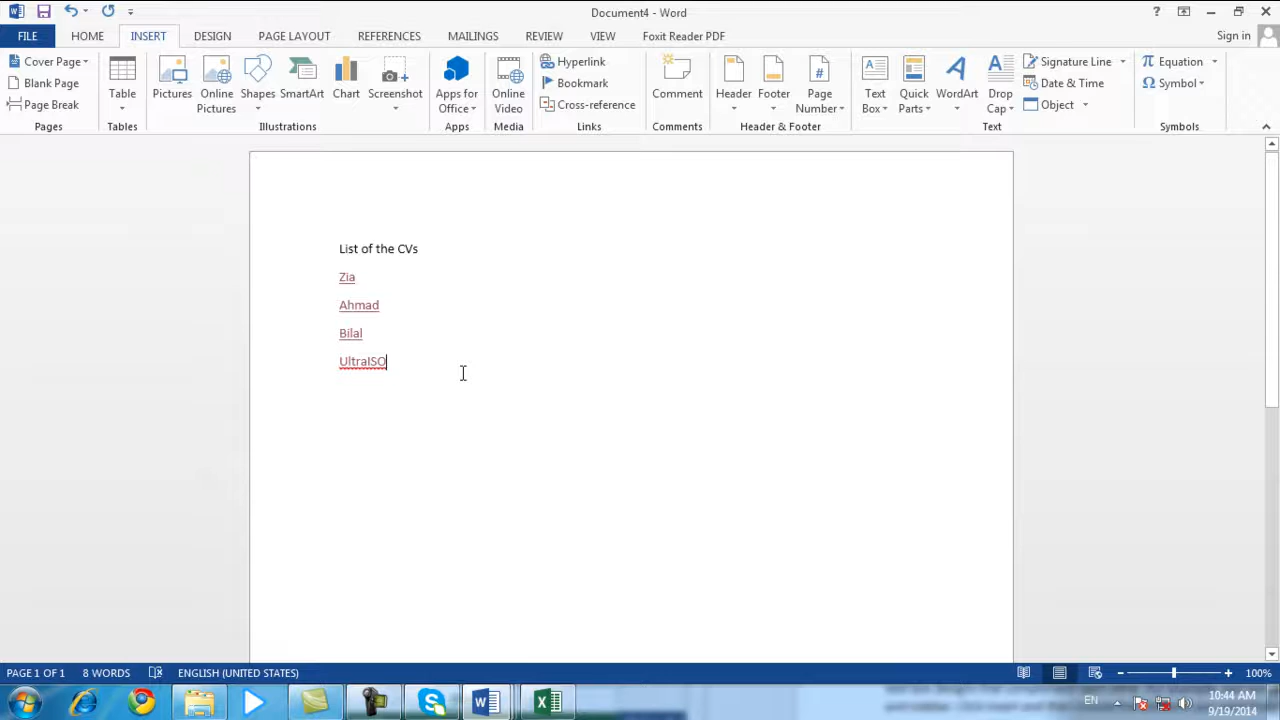 Document4 - Word
?
FILE HOME INSERT DESIGN PAGE LAYOUT REFERENCES MAILINGS REVIEW VIEW Foxit Reader PDF Sign in
Cover Page
Blank Page
Page Break
Pages
Table
Tables
Pictures
Online Pictures
Shapes
SmartArt
Chart
Screenshot
Illustrations
Apps for Office
Apps
Online Video
Media
Hyperlink
Bookmark
Cross-reference
Links
Comment
Comments
Header
Footer
Page Number
Header & Footer
Text Box
Quick Parts
WordArt
Drop Cap
Signature Line
Date & Time
Object
Text
Equation
Symbol
Symbols
List of the CVs
Zia
Ahmad
Bilal
UltraISO
PAGE 1 OF 1 8 WORDS ENGLISH (UNITED STATES) 100%
EN
10:44 AM
9/19/2014